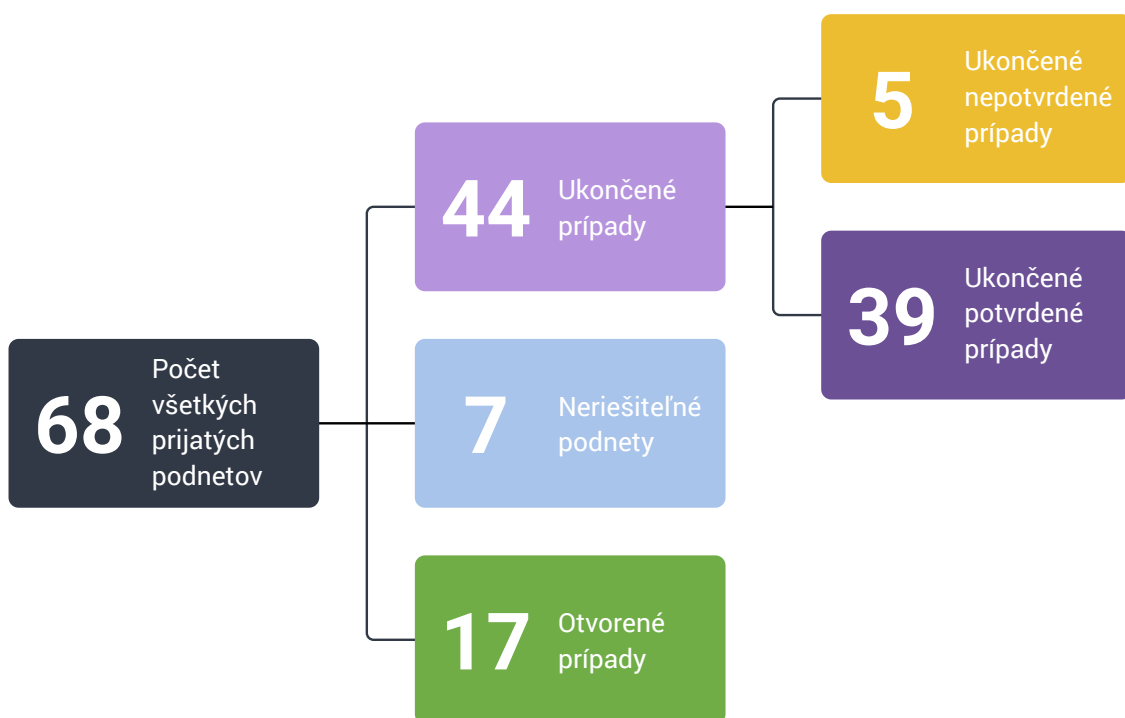 68
Počet
všetkých
prijatých
podnetov
44
Ukončené
prípady
7
Neriešiteľné
podnety
17
Otvorené
prípady
5
Ukončené
nepotvrdené
prípady
39
Ukončené
potvrdené
prípady